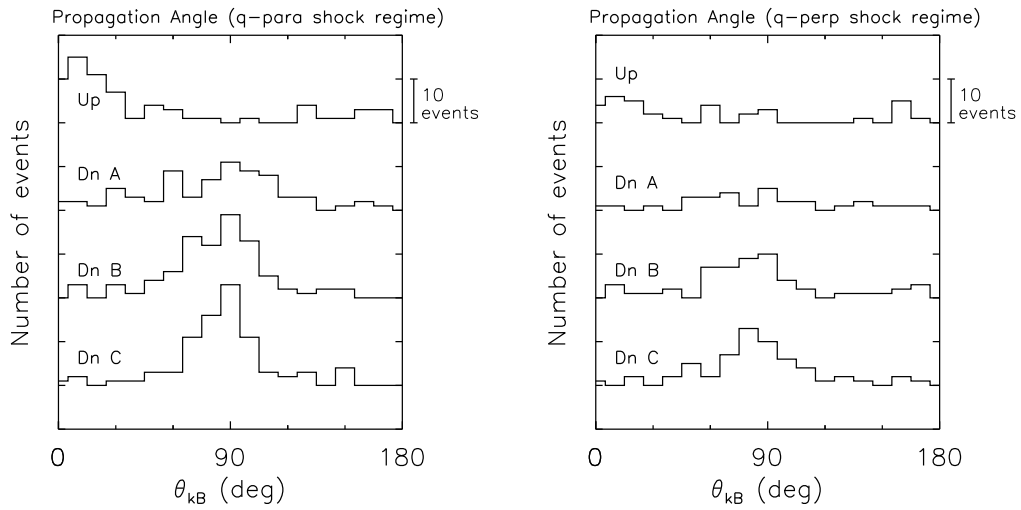 Propagation Angle (q-para shock regime)
Number of events
Up
Dn A
Dn B
Dn C
10
events
0
90
180
θkB (deg)
Propagation Angle (q-perp shock regime)
Number of events
Up
Dn A
Dn B
Dn C
10
events
0
90
180
θkB (deg)